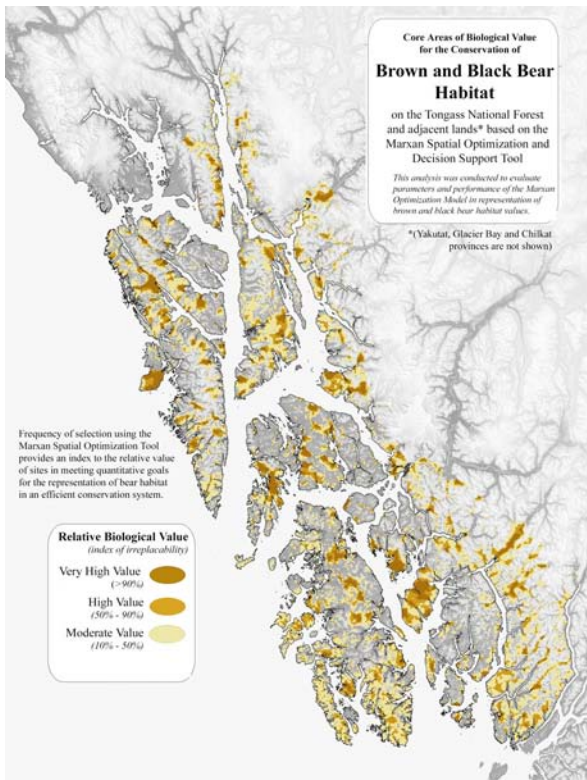 Core Areas of Biological Value
for the Conservation of
Brown and Black Bear
Habitat
on the Tongass National Forest
and adjacent lands* based on the
Marxan Spatial Optimization and
Decision Support Tool
This analysis was conducted to evaluate
parameters and performance of the Marxan
Optimization Model in representation of
brown and black bear habitat values.
*(Yakutat, Glacier Bay and Chilkat
provinces are not shown)
Frequency of selection using the
Marxan Spatial Optimization Tool
provides an index to the relative value
of sites in meeting quantitative goals
for the representation of bear habitat
in an efficient conservation system.
Relative Biological Value
(index of irreplacability)
Very High Value
(>90%)
High Value
(50% - 90%)
Moderate Value
(10% - 50%)